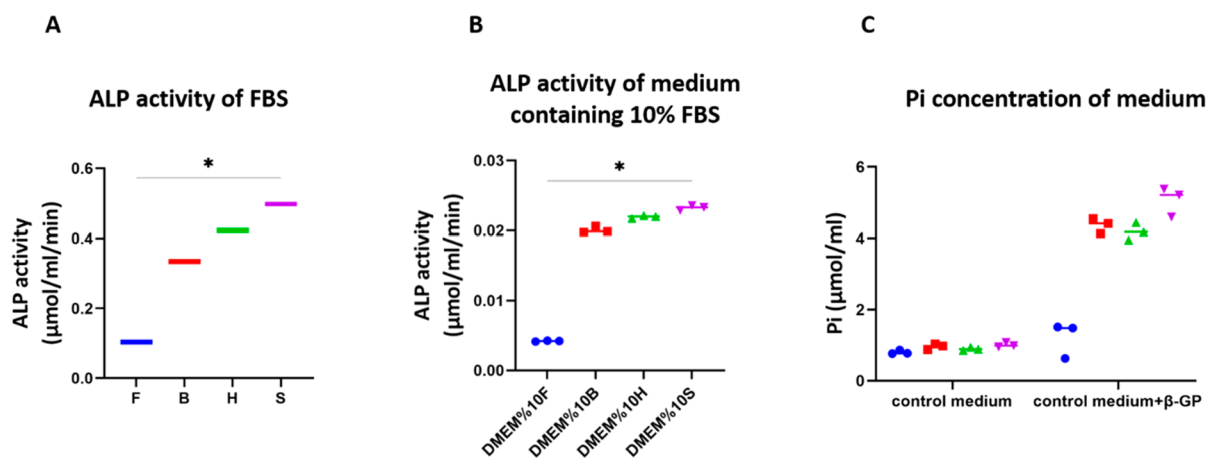 A
ALP activity of FBS
*
ALP activity
(µmol/ml/min)
0.6
0.4
0.2
0.0
F B H S
B
ALP activity of medium
containing 10% FBS
*
ALP activity
(µmol/ml/min)
0.03
0.02
0.01
0.00
DMEM%10F
DMEM%10B
DMEM%10H
DMEM%10S
C
Pi concentration of medium
Pi (µmol/ml)
6
4
2
0
control medium
control medium+β-GP